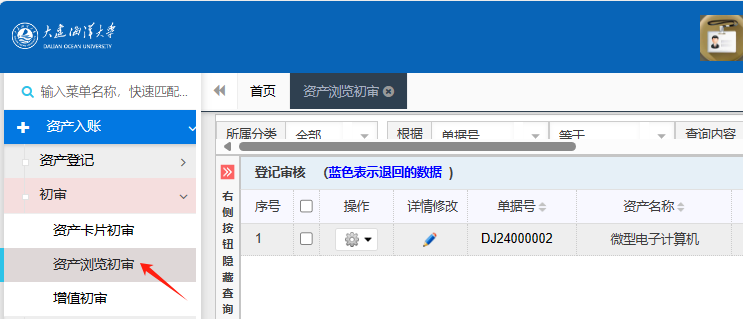 大连海洋大学
DALIAN OCEAN UNIVERSITY
输入菜单名称，快速匹配...
首页 资产浏览初审
资产入账
所属分类 全部 根据 单据号 等于 查询内容
资产登记
登记审核 (蓝色表示退回的数据 )
初审
序号 操作 详情修改 单据号 资产名称
资产卡片初审
1 DJ24000002 微型电子计算机
资产浏览初审
增值初审
右
侧
按
钮
隐
藏
查
询